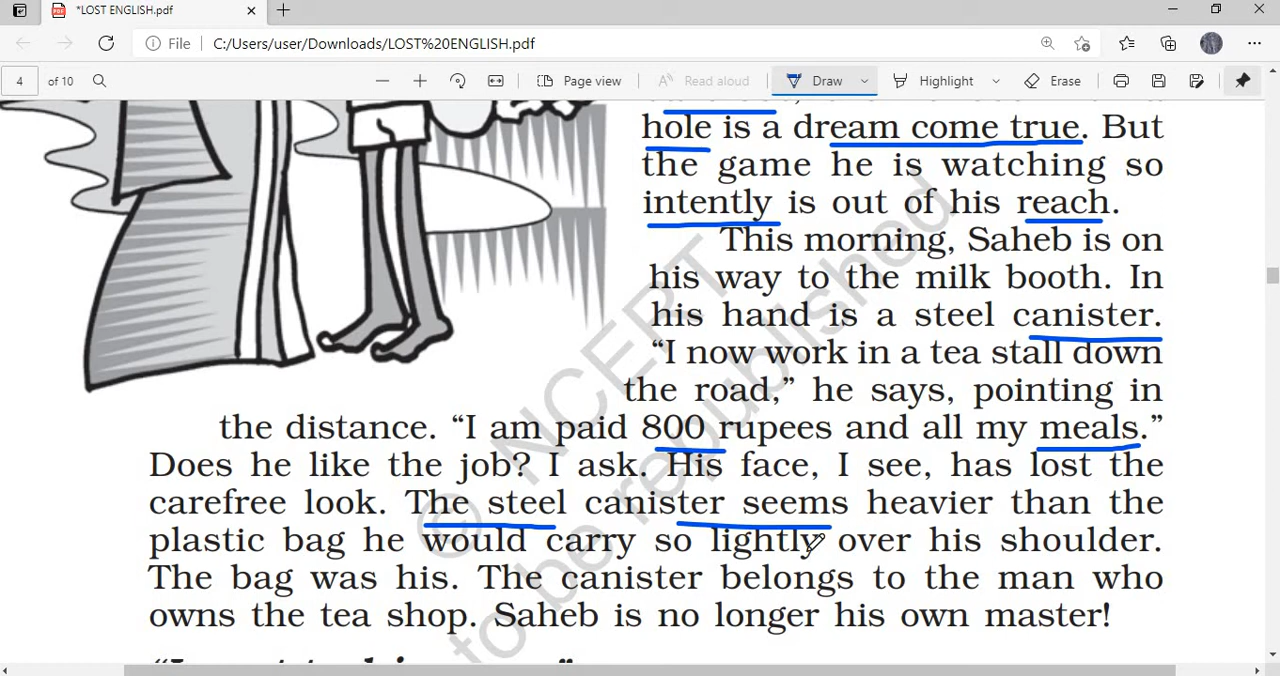 *LOST ENGLISH.pdf
File C:/Users/user/Downloads/LOST%20ENGLISH.pdf
4 of 10 Page view Read aloud Draw Highlight Erase
hole is a dream come true. But
the game he is watching so
intently is out of his reach.
This morning, Saheb is on
his way to the milk booth. In
his hand is a steel canister.
“I now work in a tea stall down
the road,” he says, pointing in
the distance. “I am paid 800 rupees and all my meals.”
Does he like the job? I ask. His face, I see, has lost the
carefree look. The steel canister seems heavier than the
plastic bag he would carry so lightly over his shoulder.
The bag was his. The canister belongs to the man who
owns the tea shop. Saheb is no longer his own master!
© NCERT
to be republished